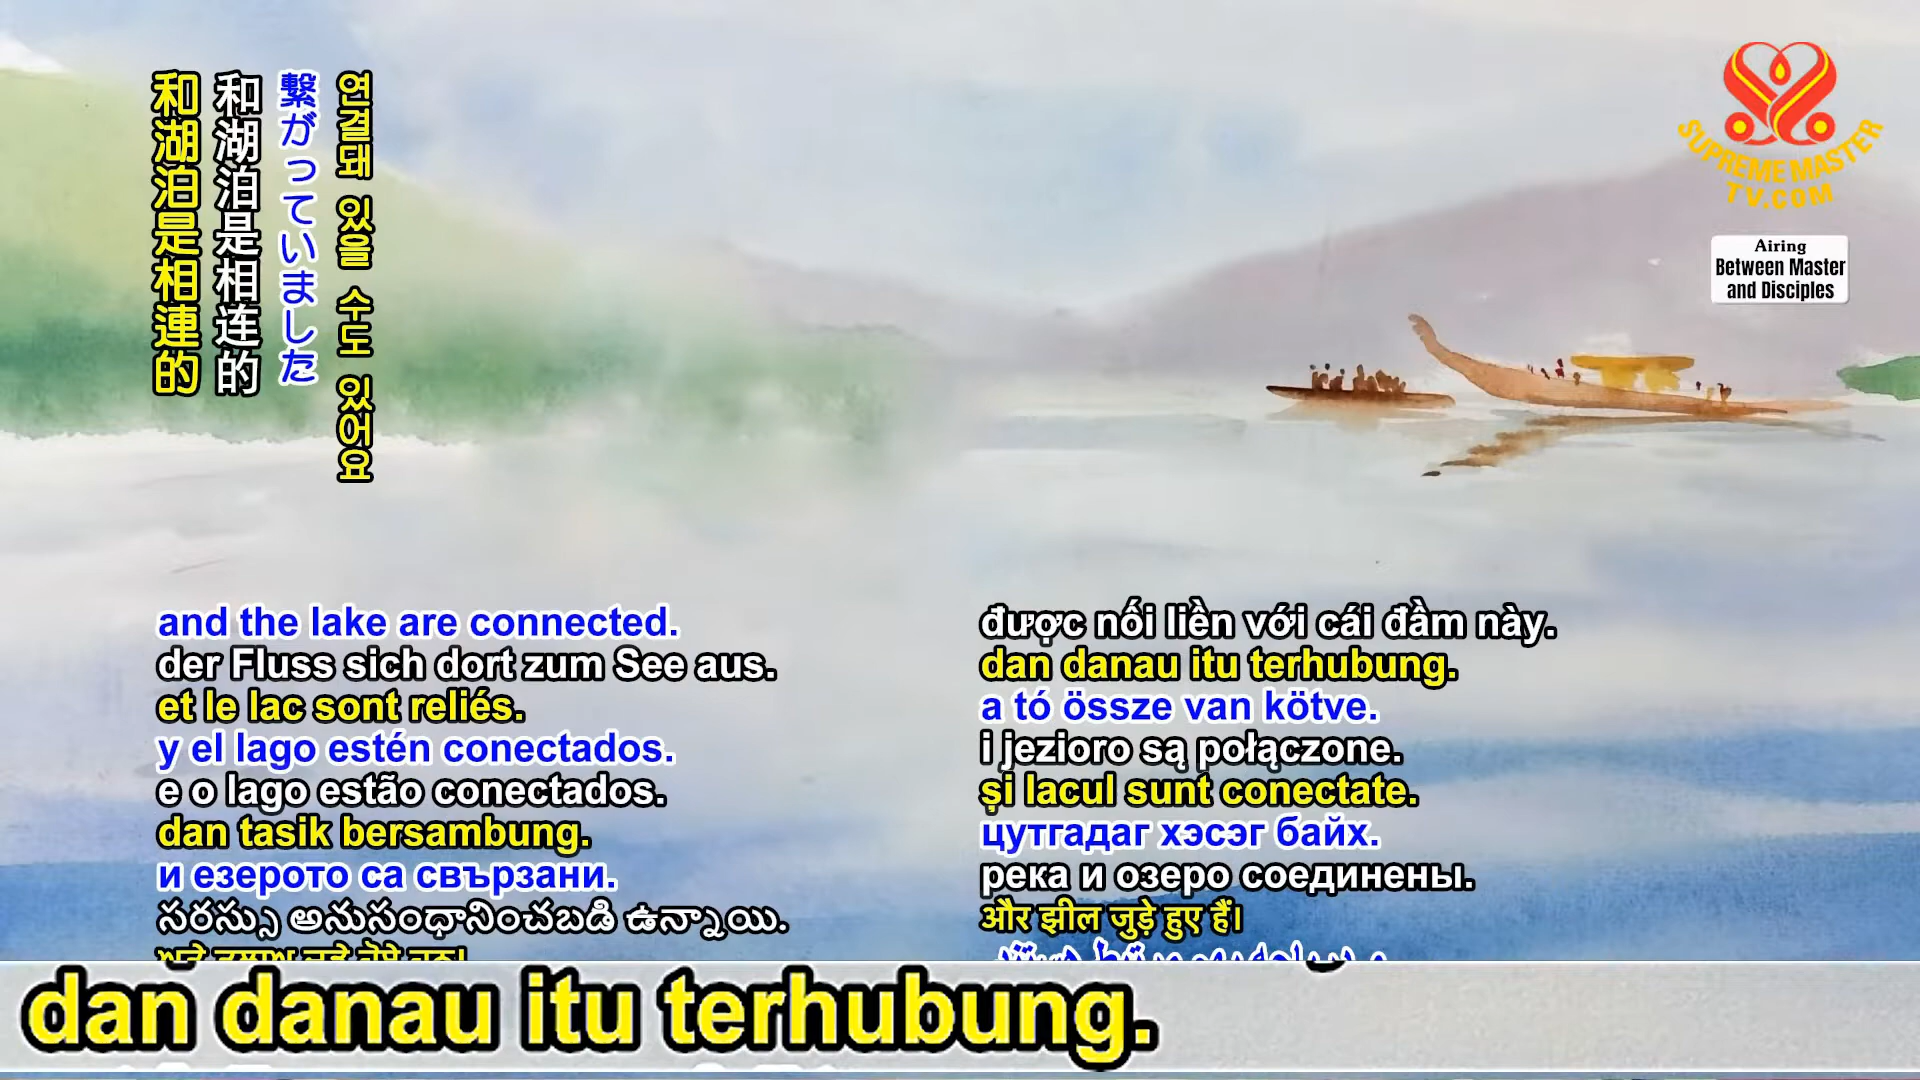 和湖泊是相連的
和湖泊是相连的
繋がっていました
연결돼 있을 수도 있어요
SUPREME MASTER
TV.COM
Airing
Between Master
and Disciples
and the lake are connected.
der Fluss sich dort zum See aus.
et le lac sont reliés.
y el lago estén conectados.
e o lago estão conectados.
dan tasik bersambung.
и езерото са свързани.
సరస్సు అనుసంధానించబడి ఉన్నాయి.
được nối liền với cái đầm này.
dan danau itu terhubung.
a tó össze van kötve.
i jezioro są połączone.
și lacul sunt conectate.
цутгадаг хэсэг байх.
река и озеро соединены.
और झील जुड़े हुए हैं।
dan danau itu terhubung.